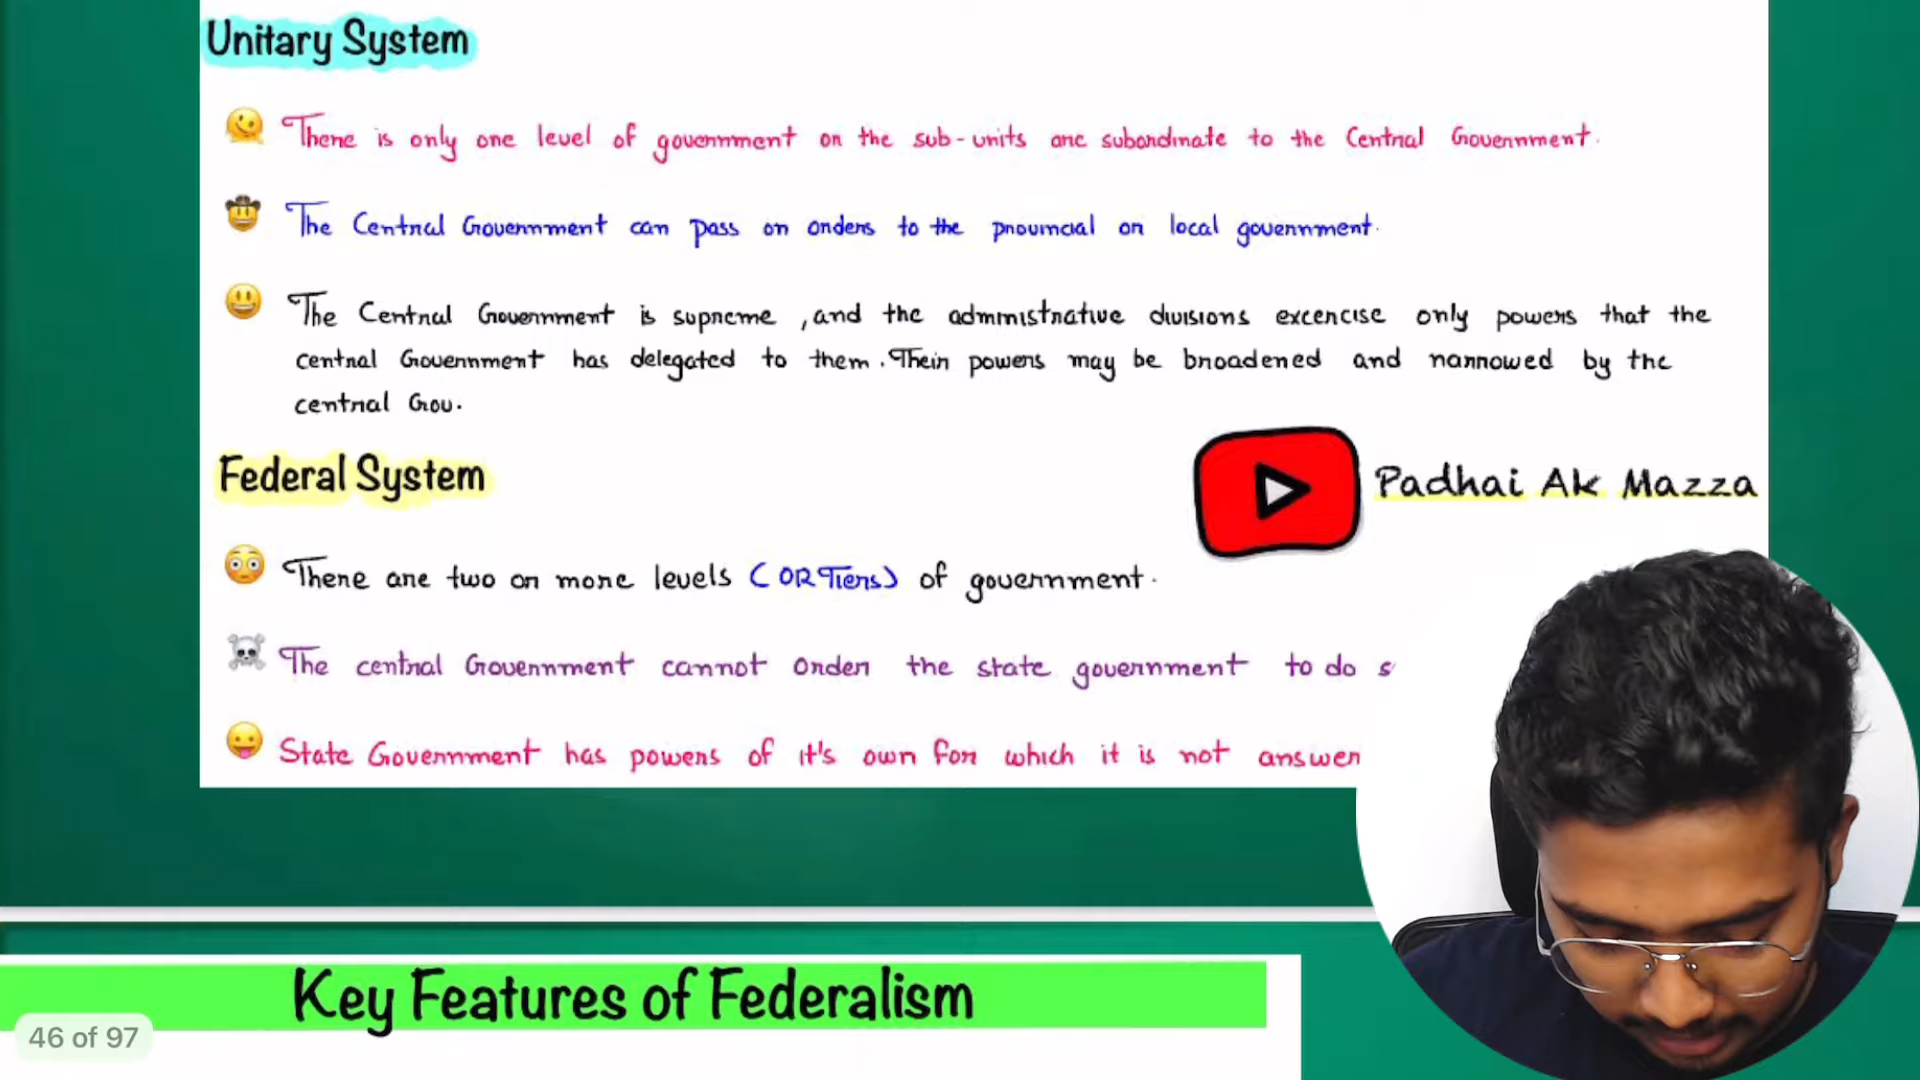 Unitary System
There is only one level of government or the sub-units are subordinate to the Central Government.
The Central Government can pass on orders to the provincial or local government.
The Central Government is supreme, and the administrative divisions excercise only powers that the
central Government has delegated to them. Their powers may be broadened and narrowed by the
central Gov.
Federal System
Padhai Ak Mazza
There are two or more levels (OR Tiers) of government.
The central Government cannot order the state government to do
State Government has powers of it's own for which it is not answer
Key Features of Federalism
46 of 97